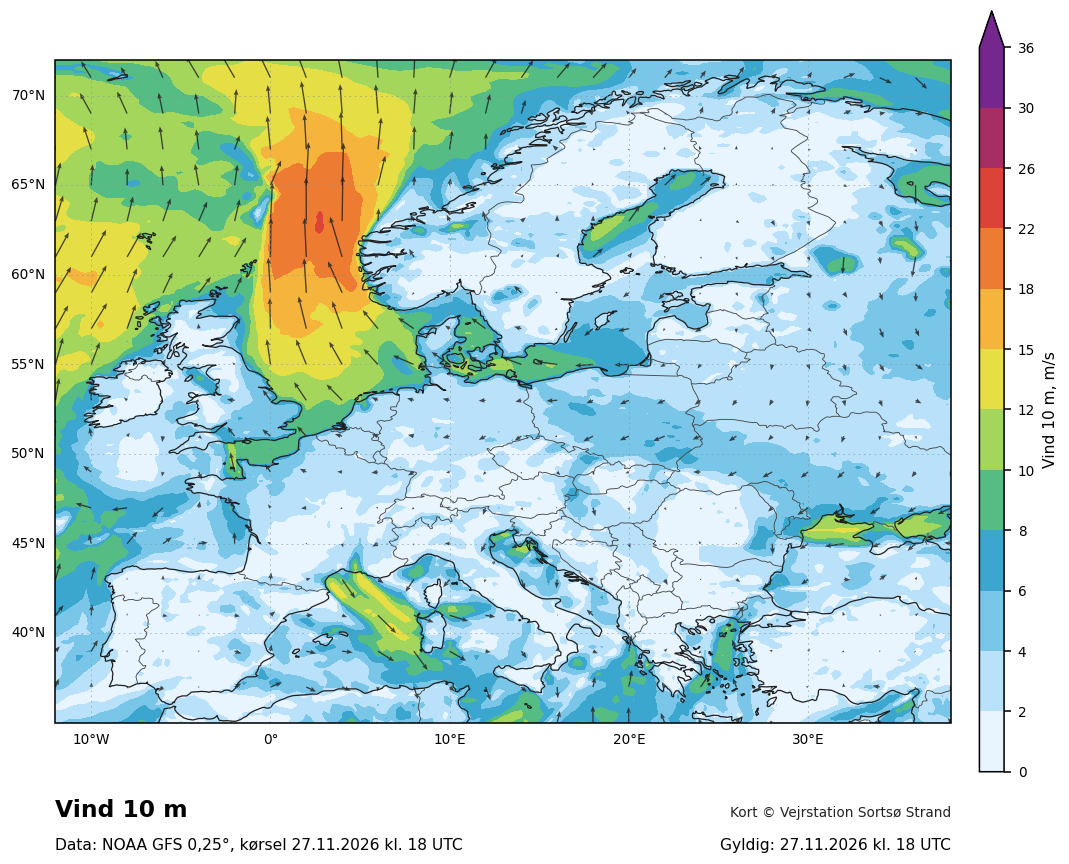 36
30
26
22
18
15
12
10
8
6
4
2
0
Vind 10 m, m/s
70°N
65°N
60°N
55°N
50°N
45°N
40°N
10°W 0° 10°E 20°E 30°E
Vind 10 m
Kort © Vejrstation Sortsø Strand
Data: NOAA GFS 0,25°, kørsel 27.11.2026 kl. 18 UTC
Gyldig: 27.11.2026 kl. 18 UTC